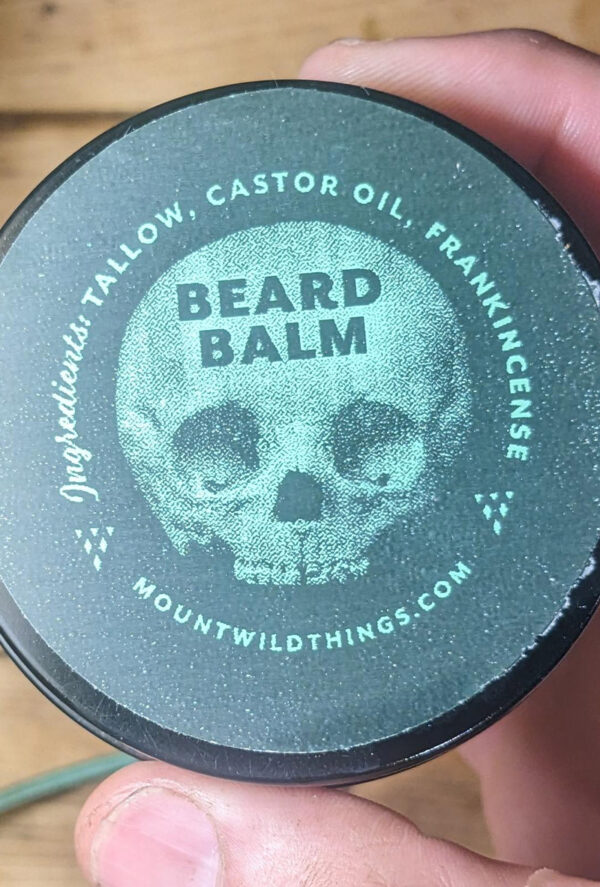 Ingredients: TALLOW, CASTOR OIL, FRANKINCENSE
BEARD
BALM
MOUNTWILDTHINGS.COM